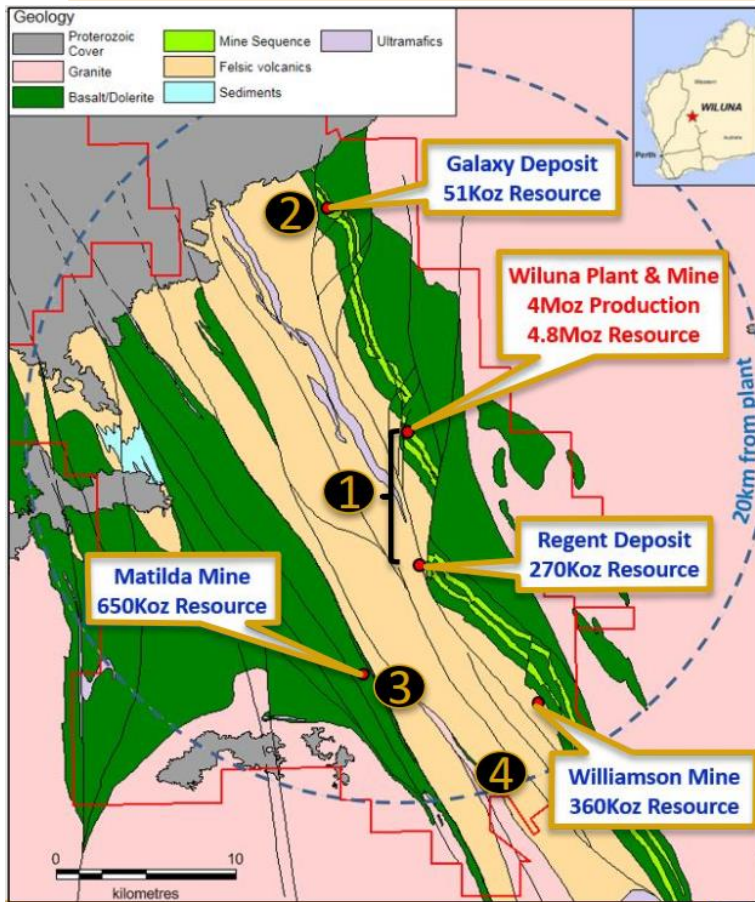 Geology
Proterozoic
Cover
Granite
Basalt/Dolerite
Mine Sequence
Felsic volcanics
Sediments
Ultramafics
WILUNA
Perth
Galaxy Deposit
51Koz Resource
2
Wiluna Plant & Mine
4Moz Production
4.8Moz Resource
20km from plant
1
Regent Deposit
270Koz Resource
Matilda Mine
650Koz Resource
3
4
Williamson Mine
360Koz Resource
0 10
kilometres